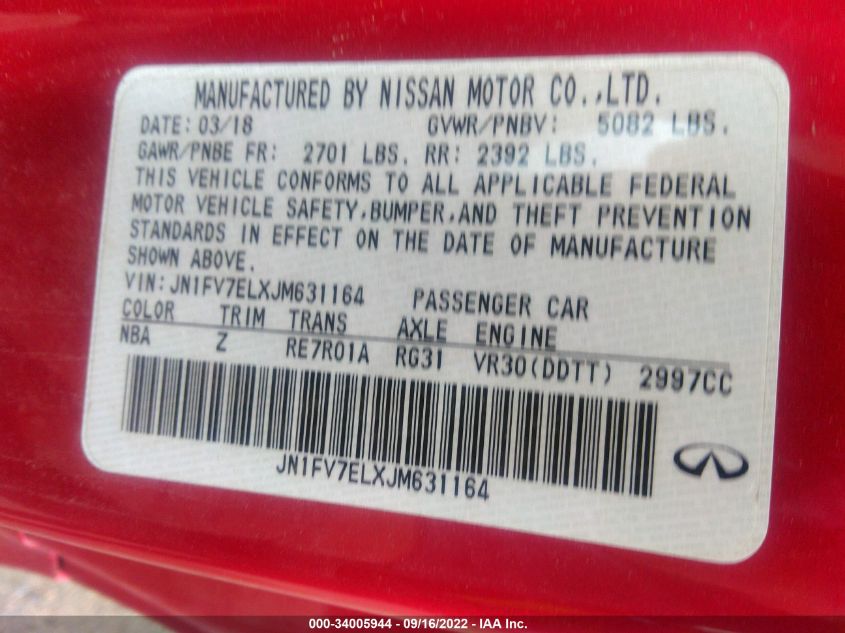 MANUFACTURED BY NISSAN MOTOR CO.,LTD.
DATE: 03/18 GVWR/PNBV: 5082 LBS.
GAWR/PNBE FR: 2701 LBS. RR: 2392 LBS.
THIS VEHICLE CONFORMS TO ALL APPLICABLE FEDERAL
MOTOR VEHICLE SAFETY,BUMPER,AND THEFT PREVENTION
STANDARDS IN EFFECT ON THE DATE OF MANUFACTURE
SHOWN ABOVE.
VIN: JN1FV7ELXJM631164 PASSENGER CAR
COLOR TRIM TRANS AXLE ENGINE
NBA Z RE7R01A RG31 VR30(DDTT) 2997CC
JN1FV7ELXJM631164
000-34005944 - 09/16/2022 - IAA Inc.